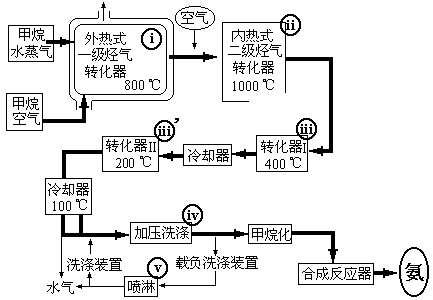 甲烷
水蒸气
外热式
一级烃气
转化器
800℃
i
空气
ii
内热式
二级烃气
转化器
1000℃
甲烷
空气
iii’
转化器II
200℃
冷却器
iii
转化器I
400℃
冷却器
100℃
iv
加压洗涤
甲烷化
洗涤装置
载负洗涤装置
v
水气
喷淋
合成反应器
氨